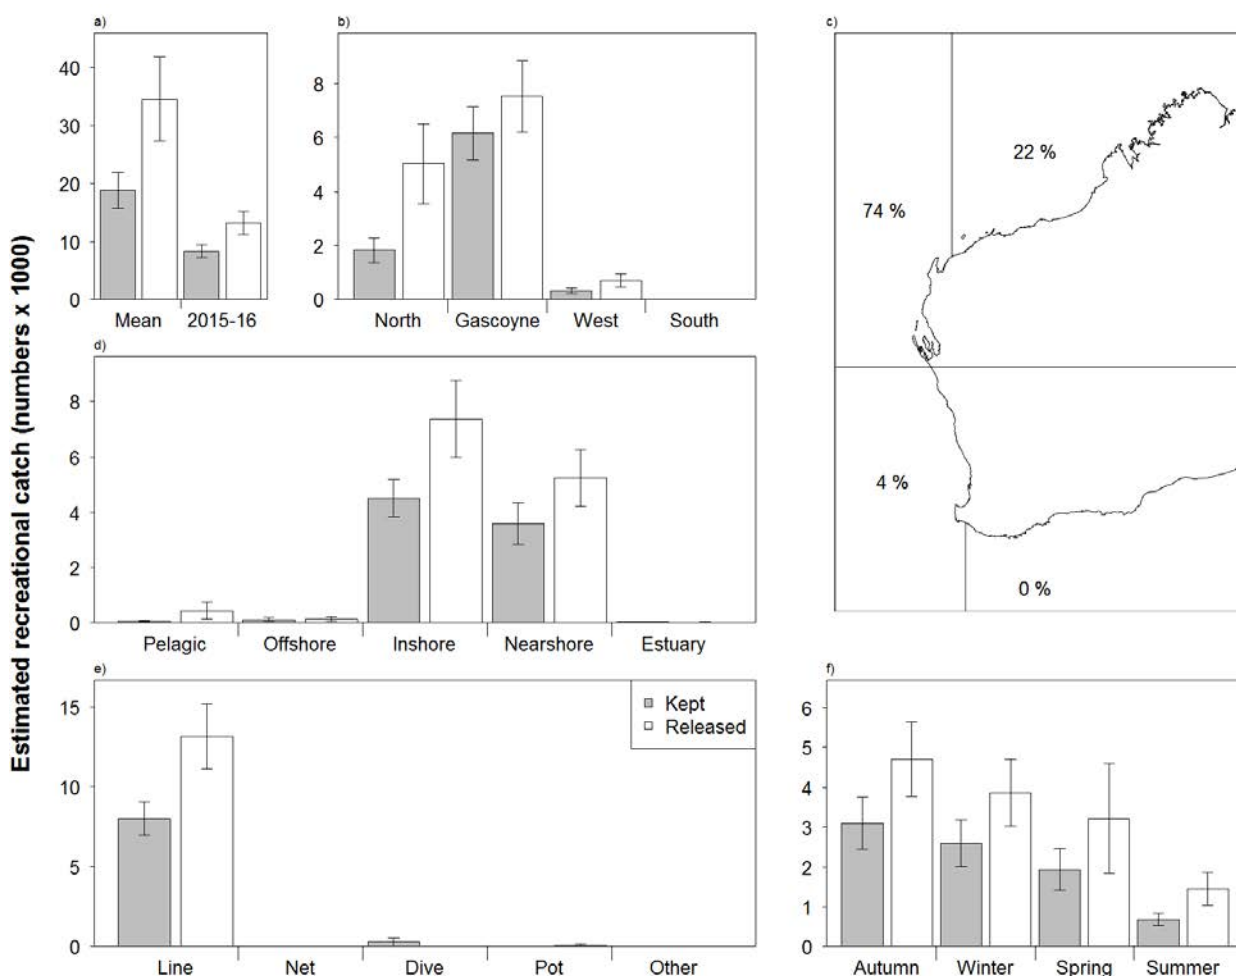 Estimated recreational catch (numbers x 1000)
a)
40
30
20
10
0
Mean 2015-16
b)
8
6
4
2
0
North Gascoyne West South
c)
22 %
74 %
4 %
0 %
d)
8
6
4
2
0
Pelagic Offshore Inshore Nearshore Estuary
e)
15
10
5
0
Kept
Released
Line Net Dive Pot Other
f)
6
5
4
3
2
1
0
Autumn Winter Spring Summer